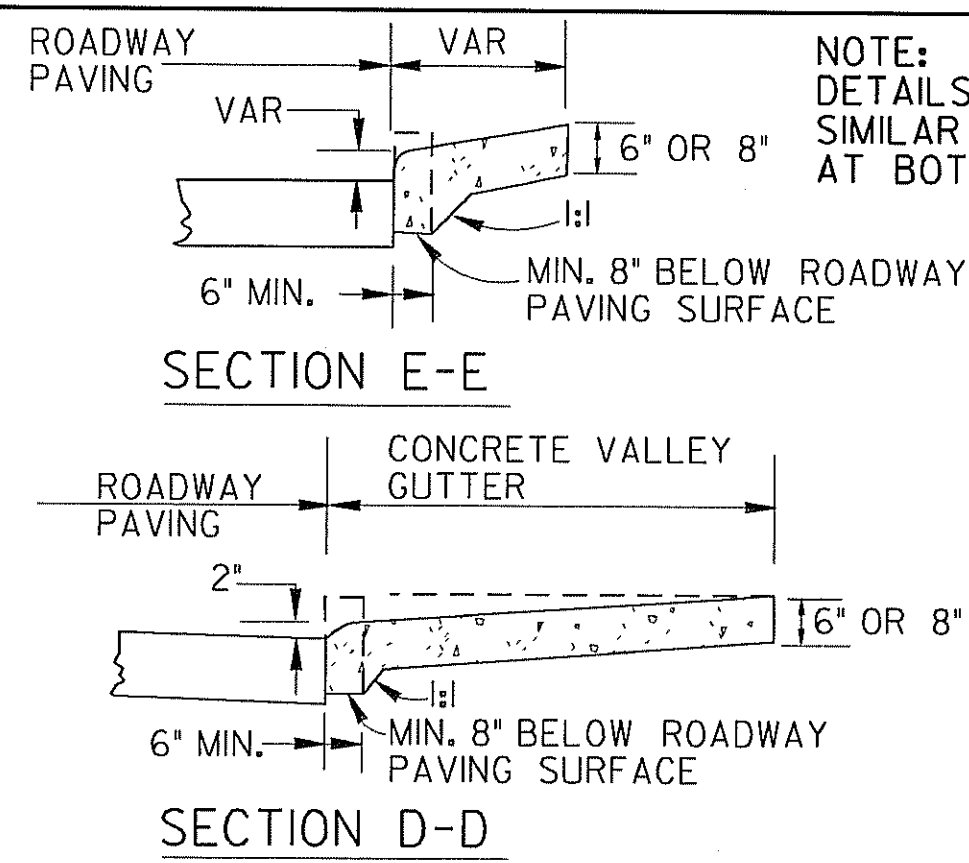 ROADWAY
PAVING
VAR
VAR
NOTE:
DETAILS
SIMILAR
AT BOT
6" OR 8"
1:1
6" MIN.
MIN. 8" BELOW ROADWAY
PAVING SURFACE
SECTION E-E
CONCRETE VALLEY
GUTTER
ROADWAY
PAVING
2"
6" OR 8"
1:1
6" MIN.
MIN. 8" BELOW ROADWAY
PAVING SURFACE
SECTION D-D